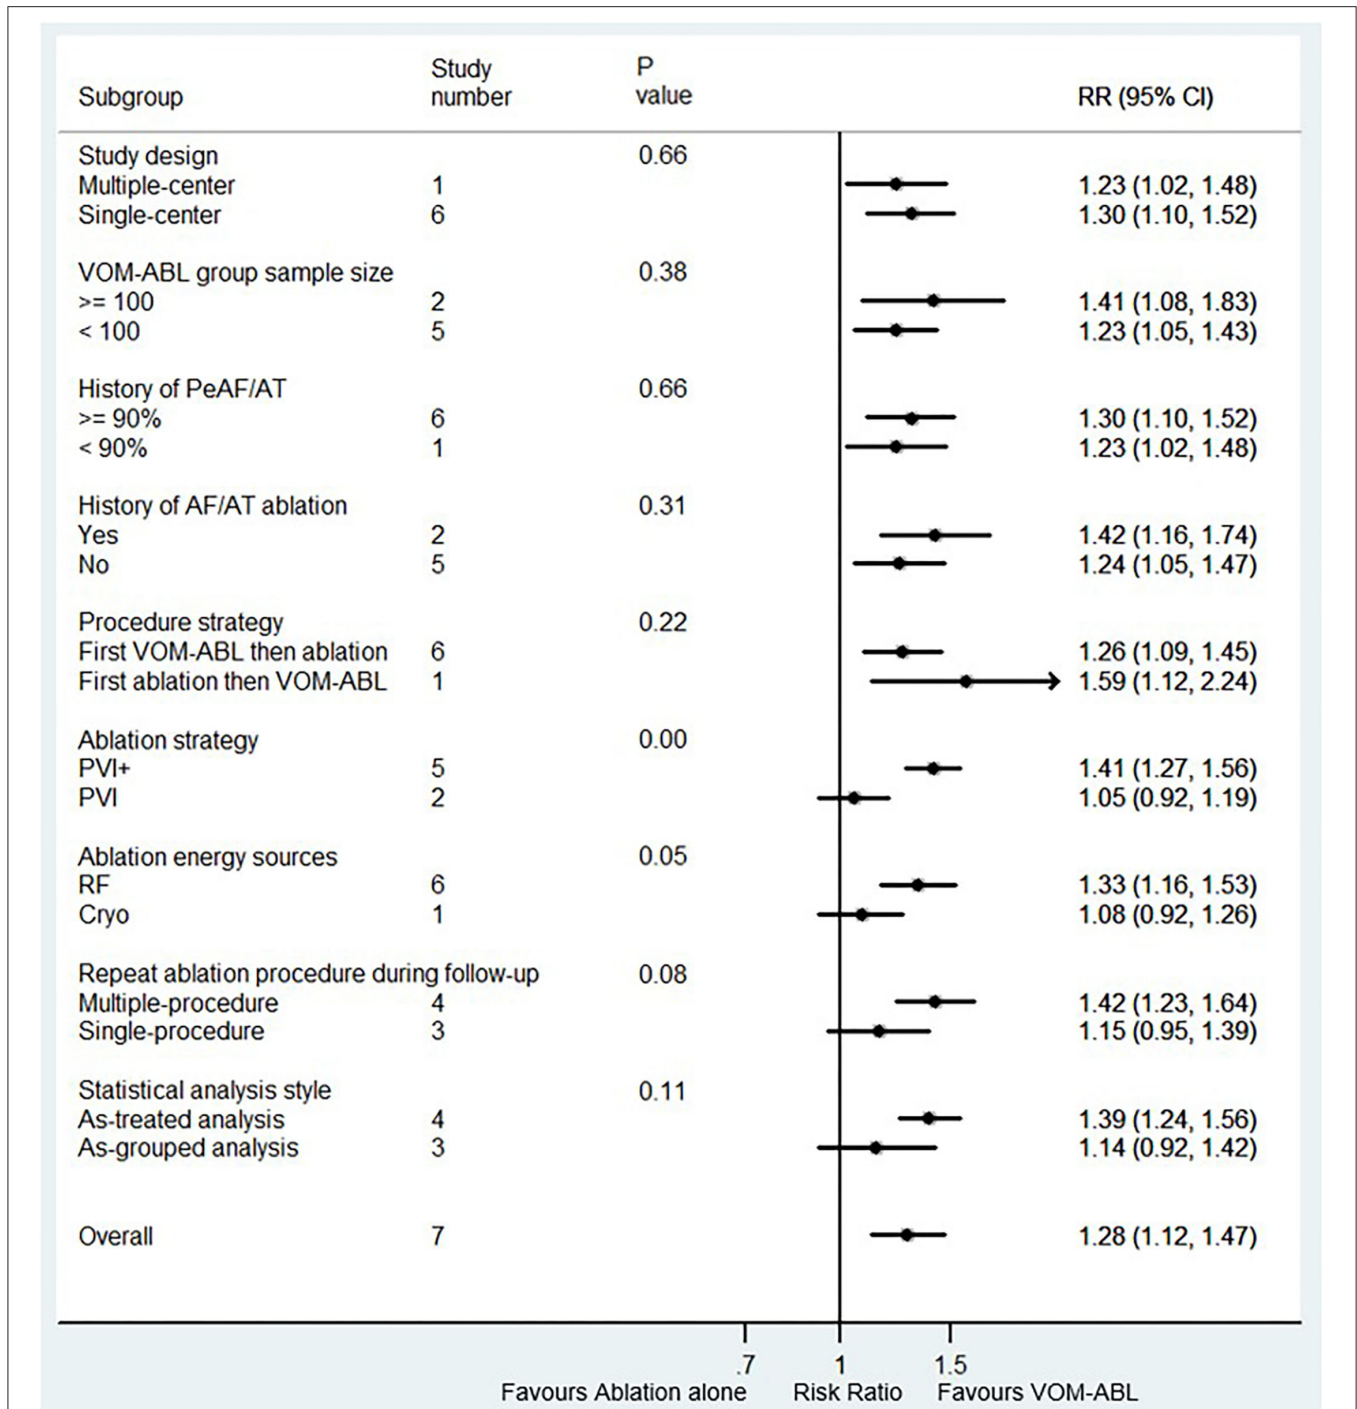 Subgroup Study number P value RR (95% CI)
Study design 0.66
Multiple-center 1 1.23 (1.02, 1.48)
Single-center 6 1.30 (1.10, 1.52)
VOM-ABL group sample size 0.38
>= 100 2 1.41 (1.08, 1.83)
< 100 5 1.23 (1.05, 1.43)
History of PeAF/AT 0.66
>= 90% 6 1.30 (1.10, 1.52)
< 90% 1 1.23 (1.02, 1.48)
History of AF/AT ablation 0.31
Yes 2 1.42 (1.16, 1.74)
No 5 1.24 (1.05, 1.47)
Procedure strategy 0.22
First VOM-ABL then ablation 6 1.26 (1.09, 1.45)
First ablation then VOM-ABL 1 1.59 (1.12, 2.24)
Ablation strategy 0.00
PVI+ 5 1.41 (1.27, 1.56)
PVI 2 1.05 (0.92, 1.19)
Ablation energy sources 0.05
RF 6 1.33 (1.16, 1.53)
Cryo 1 1.08 (0.92, 1.26)
Repeat ablation procedure during follow-up 0.08
Multiple-procedure 4 1.42 (1.23, 1.64)
Single-procedure 3 1.15 (0.95, 1.39)
Statistical analysis style 0.11
As-treated analysis 4 1.39 (1.24, 1.56)
As-grouped analysis 3 1.14 (0.92, 1.42)
Overall 7 1.28 (1.12, 1.47)
.7 1 1.5
Favours Ablation alone Risk Ratio Favours VOM-ABL